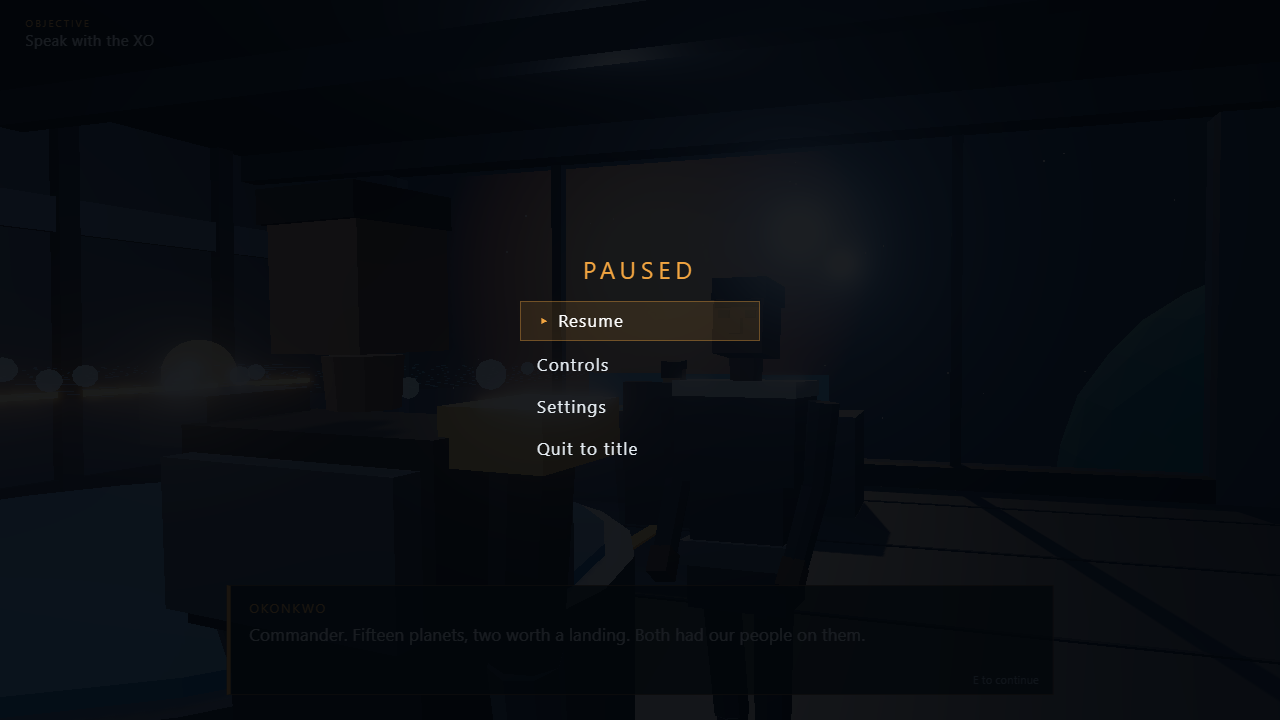 OBJECTIVE
Speak with the XO
PAUSED
Resume
Controls
Settings
Quit to title
OKONKWO
Commander. Fifteen planets, two worth a landing. Both had our people on them.
E to continue